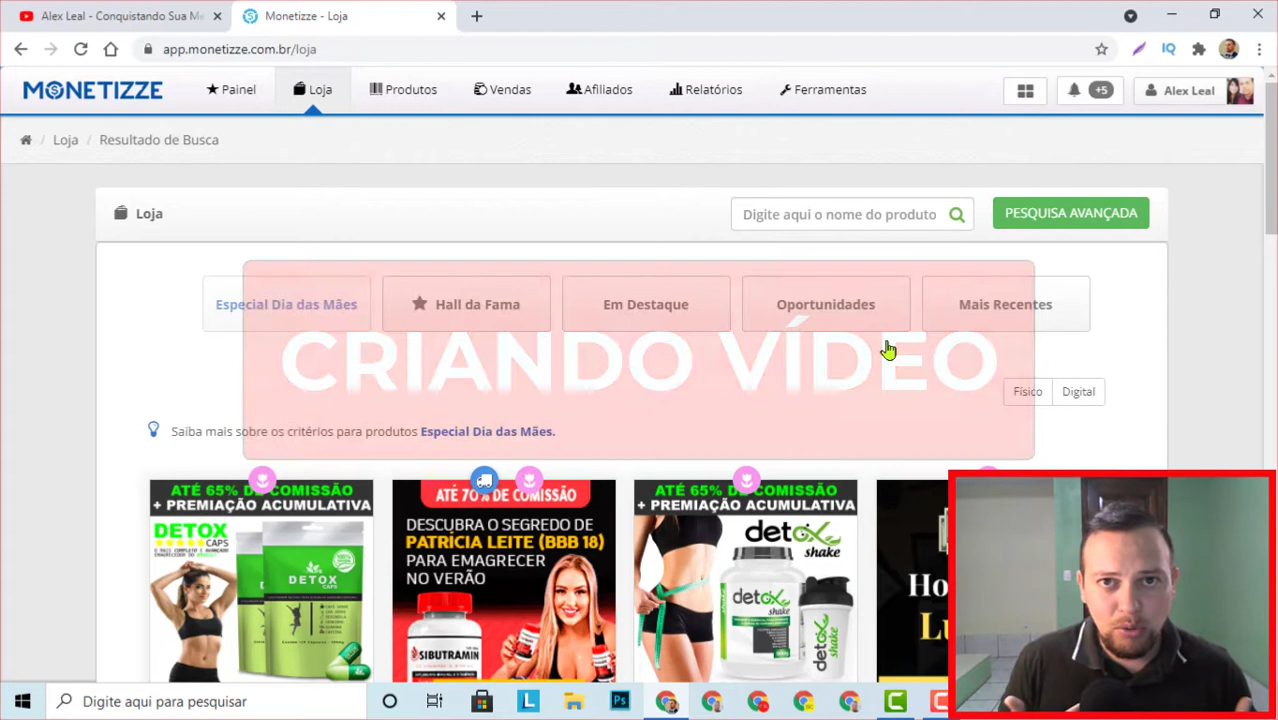 Alex Leal - Conquistando Sua Me
Monetizze - Loja
app.monetizze.com.br/loja
MONETIZZE
Painel
Loja
Produtos
Vendas
Afiliados
Relatórios
Ferramentas
+5
Alex Leal
/ Loja / Resultado de Busca
Loja
Digite aqui o nome do produto
PESQUISA AVANÇADA
Especial Dia das Mães
Hall da Fama
Em Destaque
Oportunidades
Mais Recentes
CRIANDO VÍDEO
Físico
Digital
Saiba mais sobre os critérios para produtos Especial Dia das Mães.
ATÉ 65% DE COMISSÃO
+ PREMIAÇÃO ACUMULATIVA
DETOX
CAPS
DETOX
CAPS
ATÉ 70% DE COMISSÃO
DESCUBRA O SEGREDO DE
PATRÍCIA LEITE (BBB 18)
PARA EMAGRECER
NO VERÃO
SIBUTRAMIN
ATÉ 65% DE COMISSÃO
+ PREMIAÇÃO ACUMULATIVA
detox
shake
detox
shake
detox
shake
Ho
Lu
Digite aqui para pesquisar